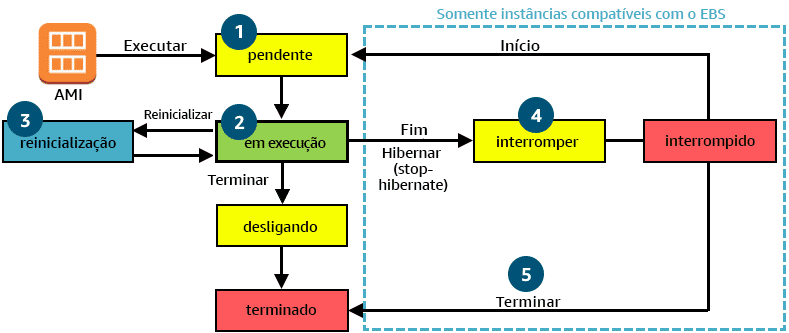 Somente instâncias compatíveis com o EBS
1
Executar
pendente
Início
AMI
3
Reinicializar
2
4
reinicialização
em execução
Fim
interromper
interrompido
Hibernar
(stop-
hibernate)
Terminar
desligando
5
Terminar
terminado